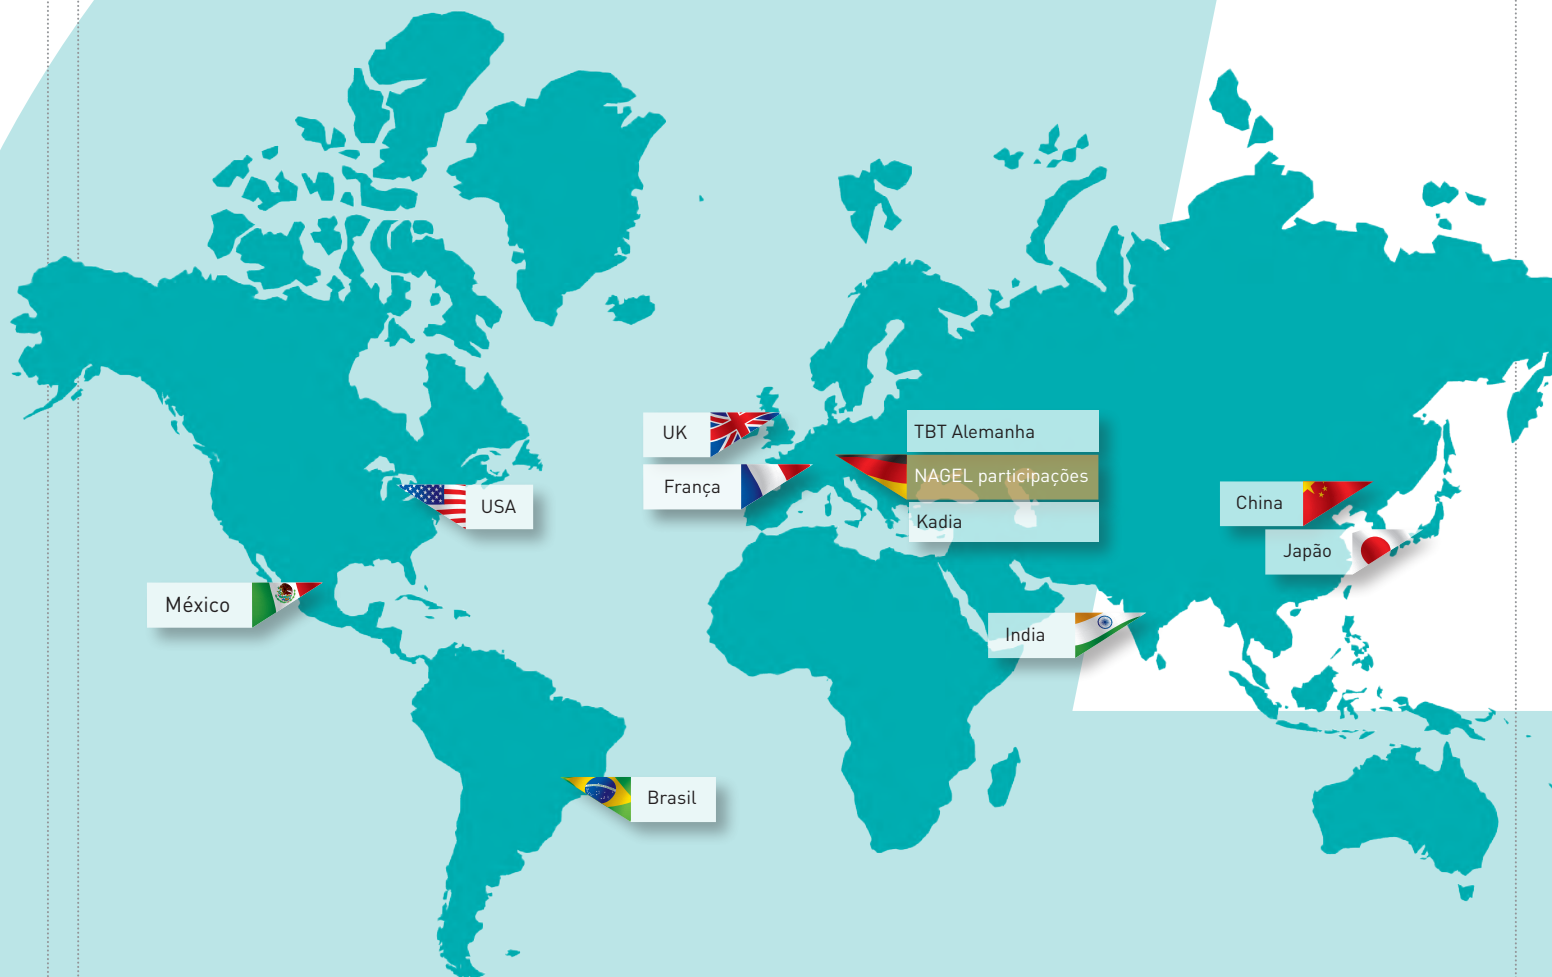 TBT Alemanha
UK
NAGEL participações
França
USA
China
Kadia
Japão
México
India
Brasil